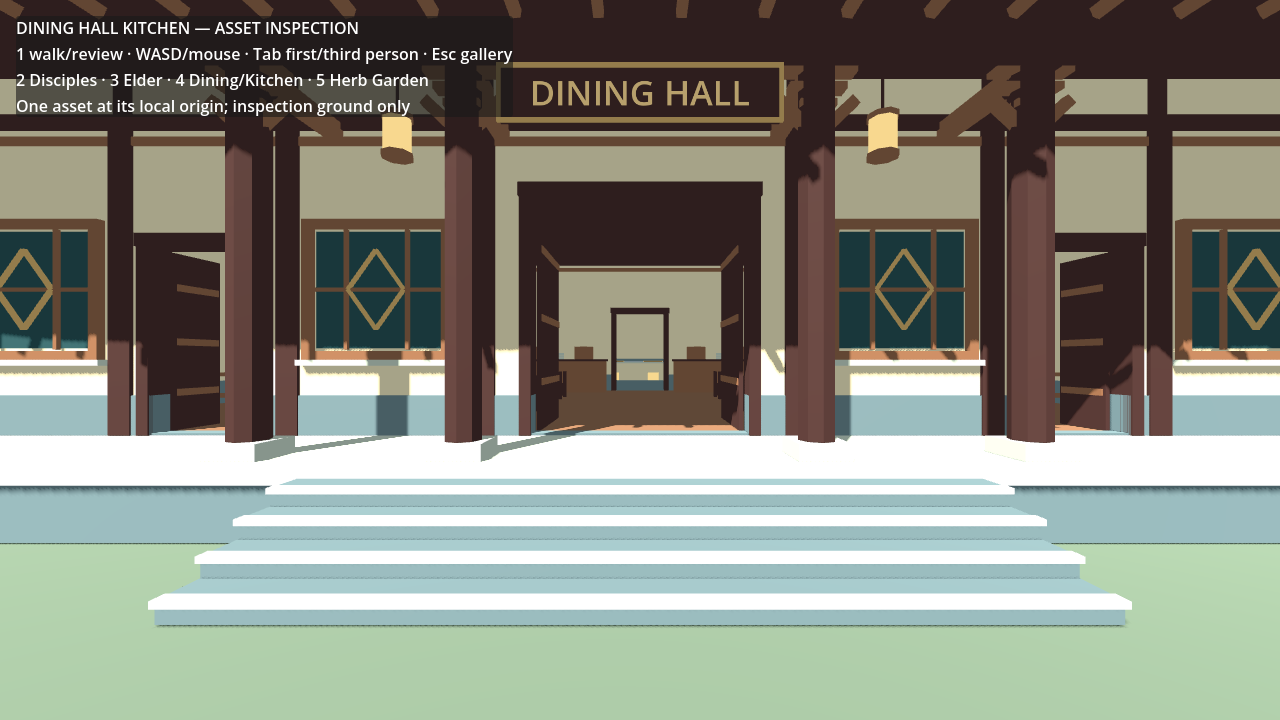 DINING HALL KITCHEN — ASSET INSPECTION
1 walk/review · WASD/mouse · Tab first/third person · Esc gallery
2 Disciples · 3 Elder · 4 Dining/Kitchen · 5 Herb Garden
One asset at its local origin; inspection ground only
DINING HALL